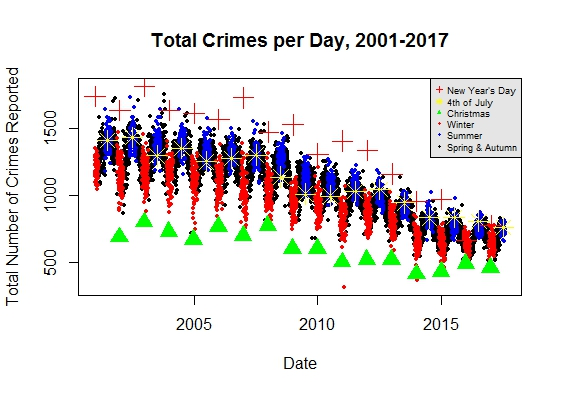 Total Crimes per Day, 2001-2017
Total Number of Crimes Reported
1500
1000
500
New Year's Day
4th of July
Christmas
Winter
Summer
Spring & Autumn
2005
2010
2015
Date